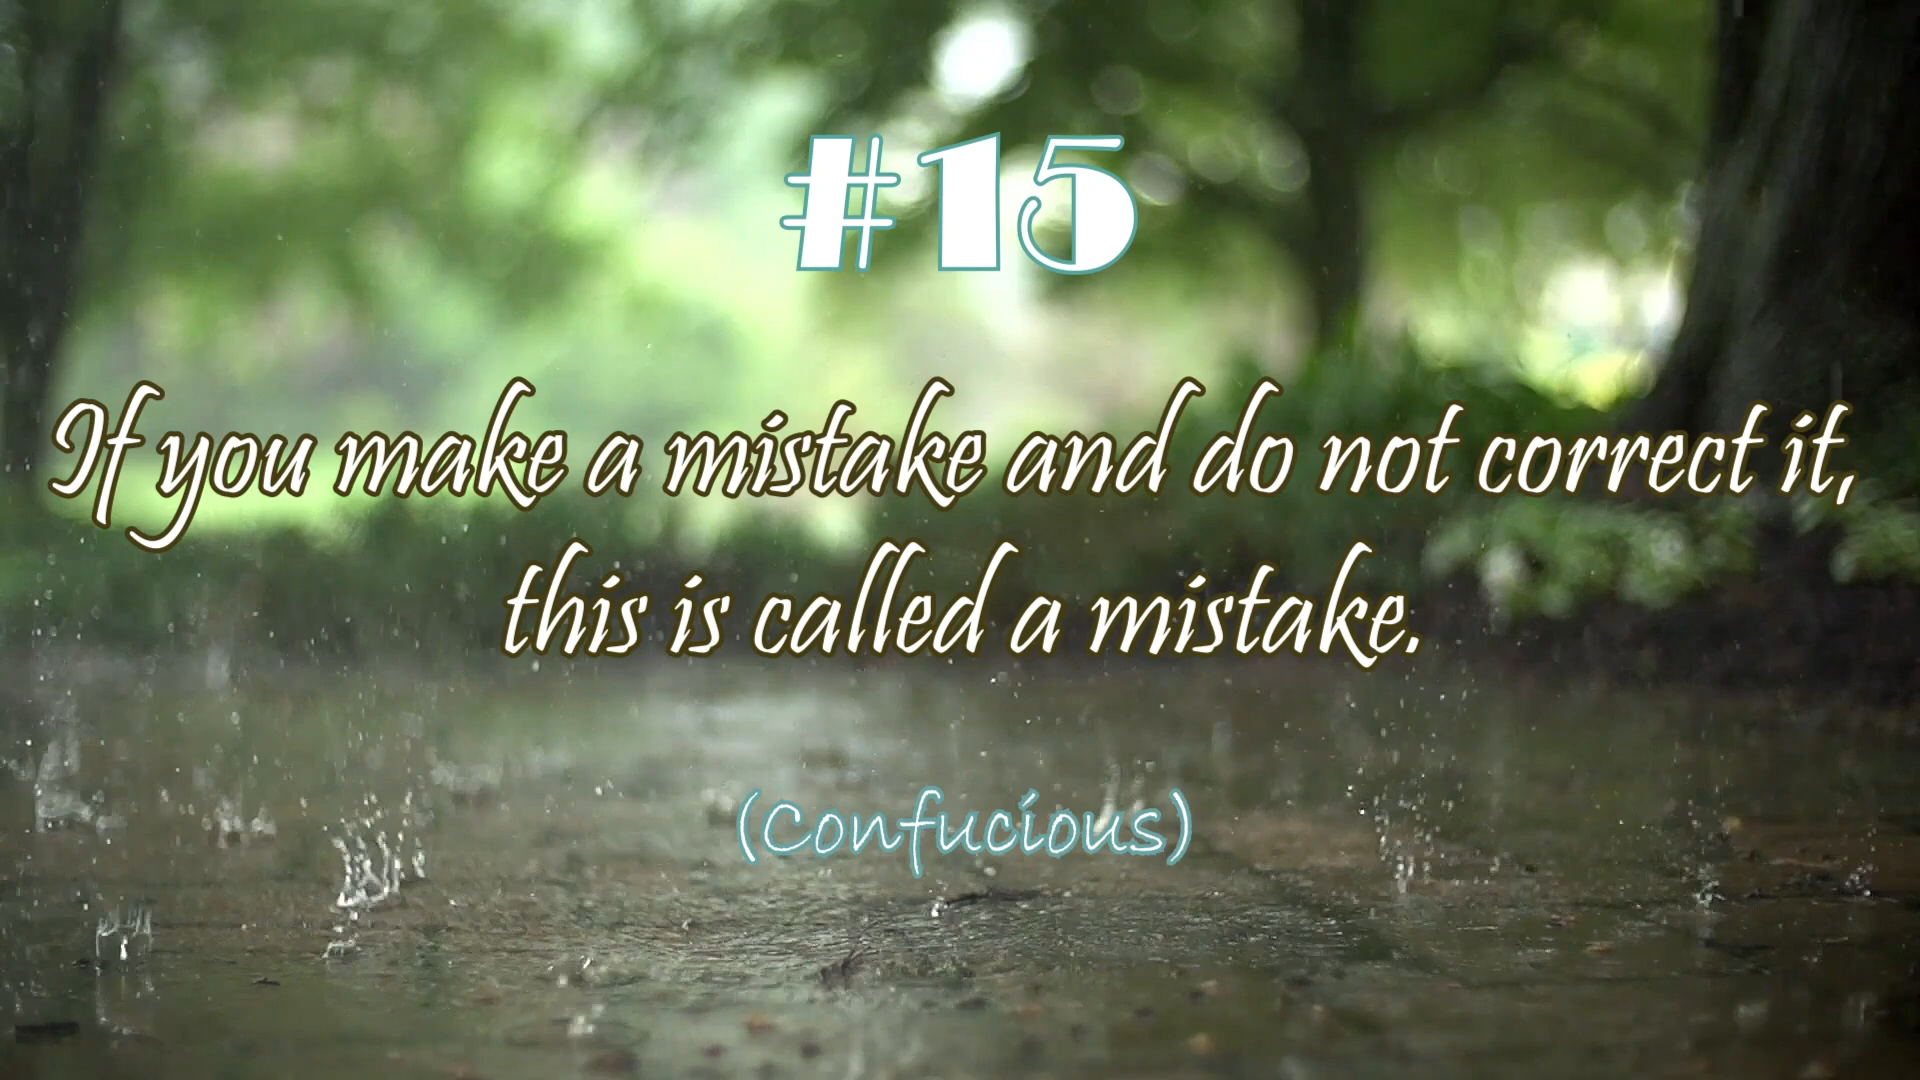 #15
If you make a mistake and do not correct it,
this is called a mistake.
(Confucious)